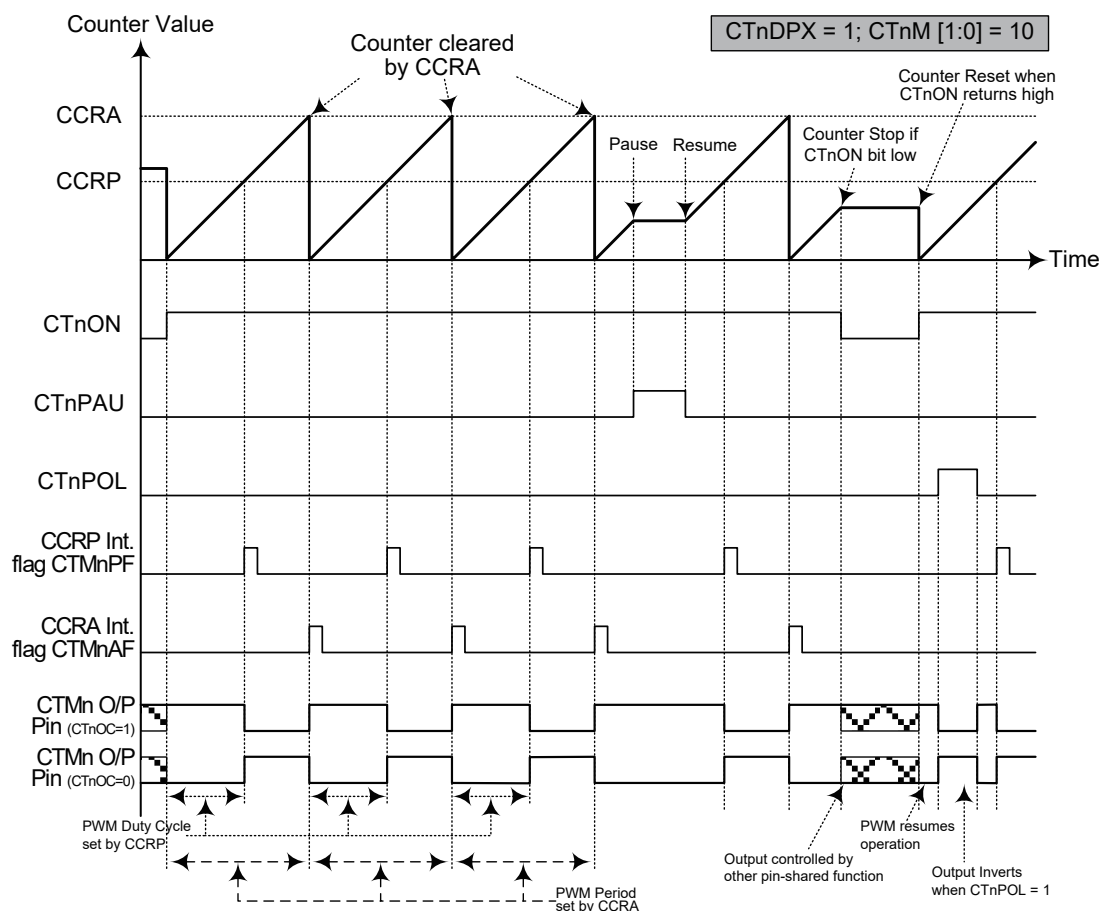 Counter Value
CTnDPX = 1; CTnM [1:0] = 10
Counter cleared
by CCRA
Counter Reset when
CTnON returns high
CCRA
Pause
Resume
Counter Stop if
CTnON bit low
CCRP
Time
CTnON
CTnPAU
CTnPOL
CCRP Int.
flag CTMnPF
CCRA Int.
flag CTMnAF
CTMn O/P
Pin (CTnOC=1)
CTMn O/P
Pin (CTnOC=0)
PWM Duty Cycle
set by CCRP
PWM resumes
operation
Output controlled by
other pin-shared function
Output Inverts
when CTnPOL = 1
PWM Period
set by CCRA